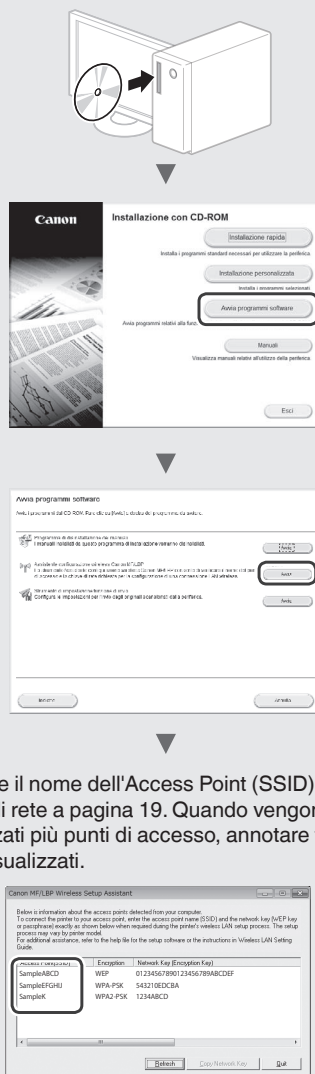 Canon
Installazione con CD-ROM
Installazione rapida
Installa i programmi standard necessari per utilizzare la periferica.
Installazione personalizzata
Installa i programmi selezionati
Avvia programmi software
Avvia programmi relativi alla funz.
Manuali
Visualizza manuali relativi all'utilizzo della periferica.
Esci
Avvia programmi software
Avvia
Avvia
Avvia
e il nome dell'Access Point (SSID)
i rete a pagina 19. Quando vengon
zati più punti di accesso, annotare
sualizzati.
Canon MF/LBP Wireless Setup Assistant
Below is information about the access points detected from your computer.
To connect the printer to your access point, enter the access point name (SSID) and the network key (WEP key
or passphrase) exactly as shown below when required during the printer's wireless LAN setup process. The setup
process may vary by printer model.
For additional assistance, refer to the help file for the setup software or the instructions in Wireless LAN Setting
Guide.
Access Point(SSID) Encryption Network Key (Encryption Key)
SampleABCD WEP 01234567890123456789ABCDEF
SampleEFGHIJ WPA-PSK 543210EDCBA
SampleK WPA2-PSK 1234ABCD
Refresh Copy Network Key Quit